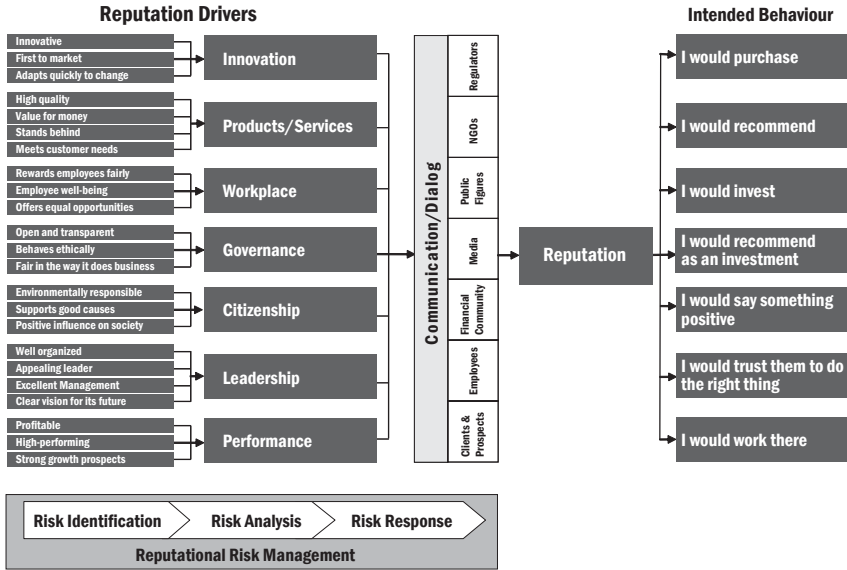 Reputation Drivers
Innovative
First to market
Adapts quickly to change
Innovation
High quality
Value for money
Stands behind
Meets customer needs
Products/Services
Rewards employees fairly
Employee well-being
Offers equal opportunities
Workplace
Open and transparent
Behaves ethically
Fair in the way it does business
Governance
Environmentally responsible
Supports good causes
Positive influence on society
Citizenship
Well organized
Appealing leader
Excellent Management
Clear vision for its future
Leadership
Profitable
High-performing
Strong growth prospects
Performance
Communication/Dialog
Regulators
NGOs
Public
Figures
Media
Financial
Community
Employees
Clients &
Prospects
Reputation
Intended Behaviour
I would purchase
I would recommend
I would invest
I would recommend
as an investment
I would say something
positive
I would trust them to do
the right thing
I would work there
Risk Identification
Risk Analysis
Risk Response
Reputational Risk Management